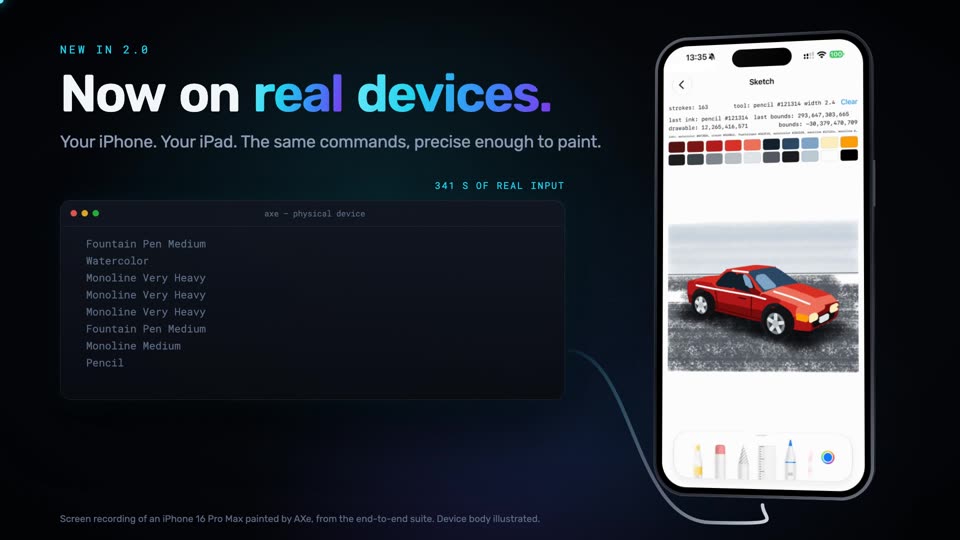 NEW IN 2.0
Now on real devices.
Your iPhone. Your iPad. The same commands, precise enough to paint.
341 S OF REAL INPUT
axe — physical device
Fountain Pen Medium
Watercolor
Monoline Very Heavy
Monoline Very Heavy
Monoline Very Heavy
Fountain Pen Medium
Monoline Medium
Pencil
Screen recording of an iPhone 16 Pro Max painted by AXe, from the end-to-end suite. Device body illustrated.
13:35
100
Sketch
strokes: 163 tool: pencil #121314 width 2.4 Clear
last ink: pencil #121314 last bounds: 293,647,303,665
drawable: 12,265,416,571 bounds: -30,379,470,709